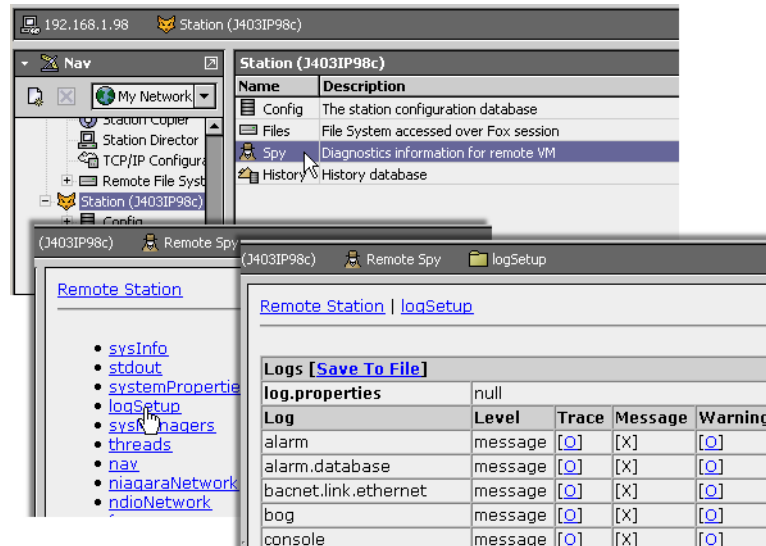 192.168.1.98 Station (J403IP98c)
Nav
My Network
Station Copier
Station Director
TCP/IP Configura
Remote File Syst
Station (J403IP98c)
Config
Station (J403IP98c)
Name Description
Config The station configuration database
Files File System accessed over Fox session
Spy Diagnostics information for remote VM
History History database
(J403IP98c) Remote Spy
Remote Station
sysInfo
stdout
systemPropertie
logSetup
sysManagers
threads
nav
niagaraNetwork
ndioNetwork
(J403IP98c) Remote Spy logSetup
Remote Station | logSetup
Logs [Save To File]
log.properties null
Log Level Trace Message Warning
alarm message [O] [X] [O]
alarm.database message [O] [X] [O]
bacnet.link.ethernet message [O] [X] [O]
bog message [O] [X] [O]
console message [O] [X] [O]